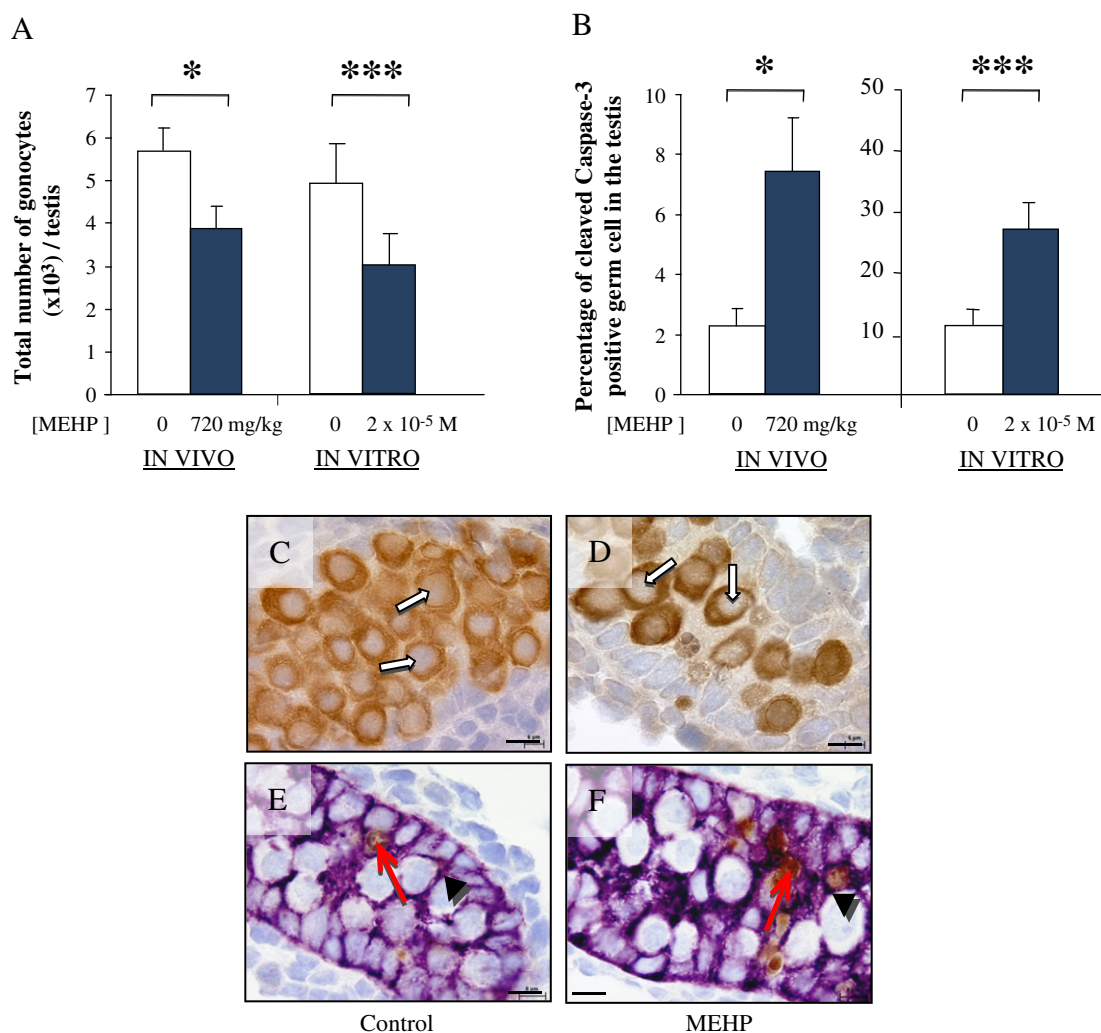 A
B
*
***
*
***
Total number of gonocytes
(x10³) / testis
7
6
5
4
3
2
1
0
[MEHP ]
0
720 mg/kg
0
2 x 10⁻⁵ M
IN VIVO
IN VITRO
Percentage of cleaved Caspase-3
positive germ cell in the testis
10
8
6
4
2
0
50
40
30
20
10
[MEHP ]
0
720 mg/kg
0
2 x 10⁻⁵ M
IN VIVO
IN VITRO
C
D
E
F
Control
MEHP